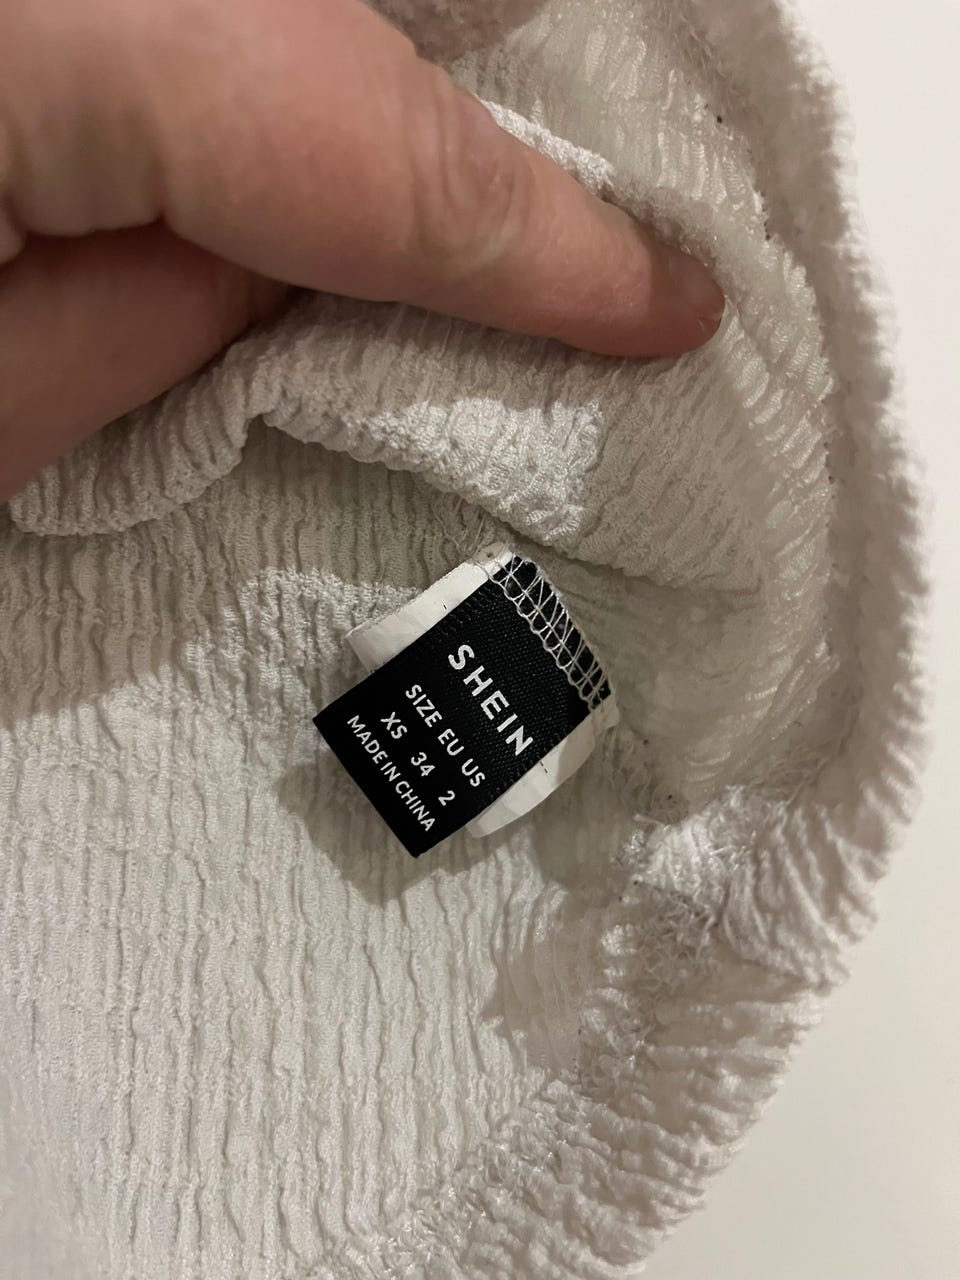 SHEIN
SIZE EU US
XS 34 2
MADE IN CHINA